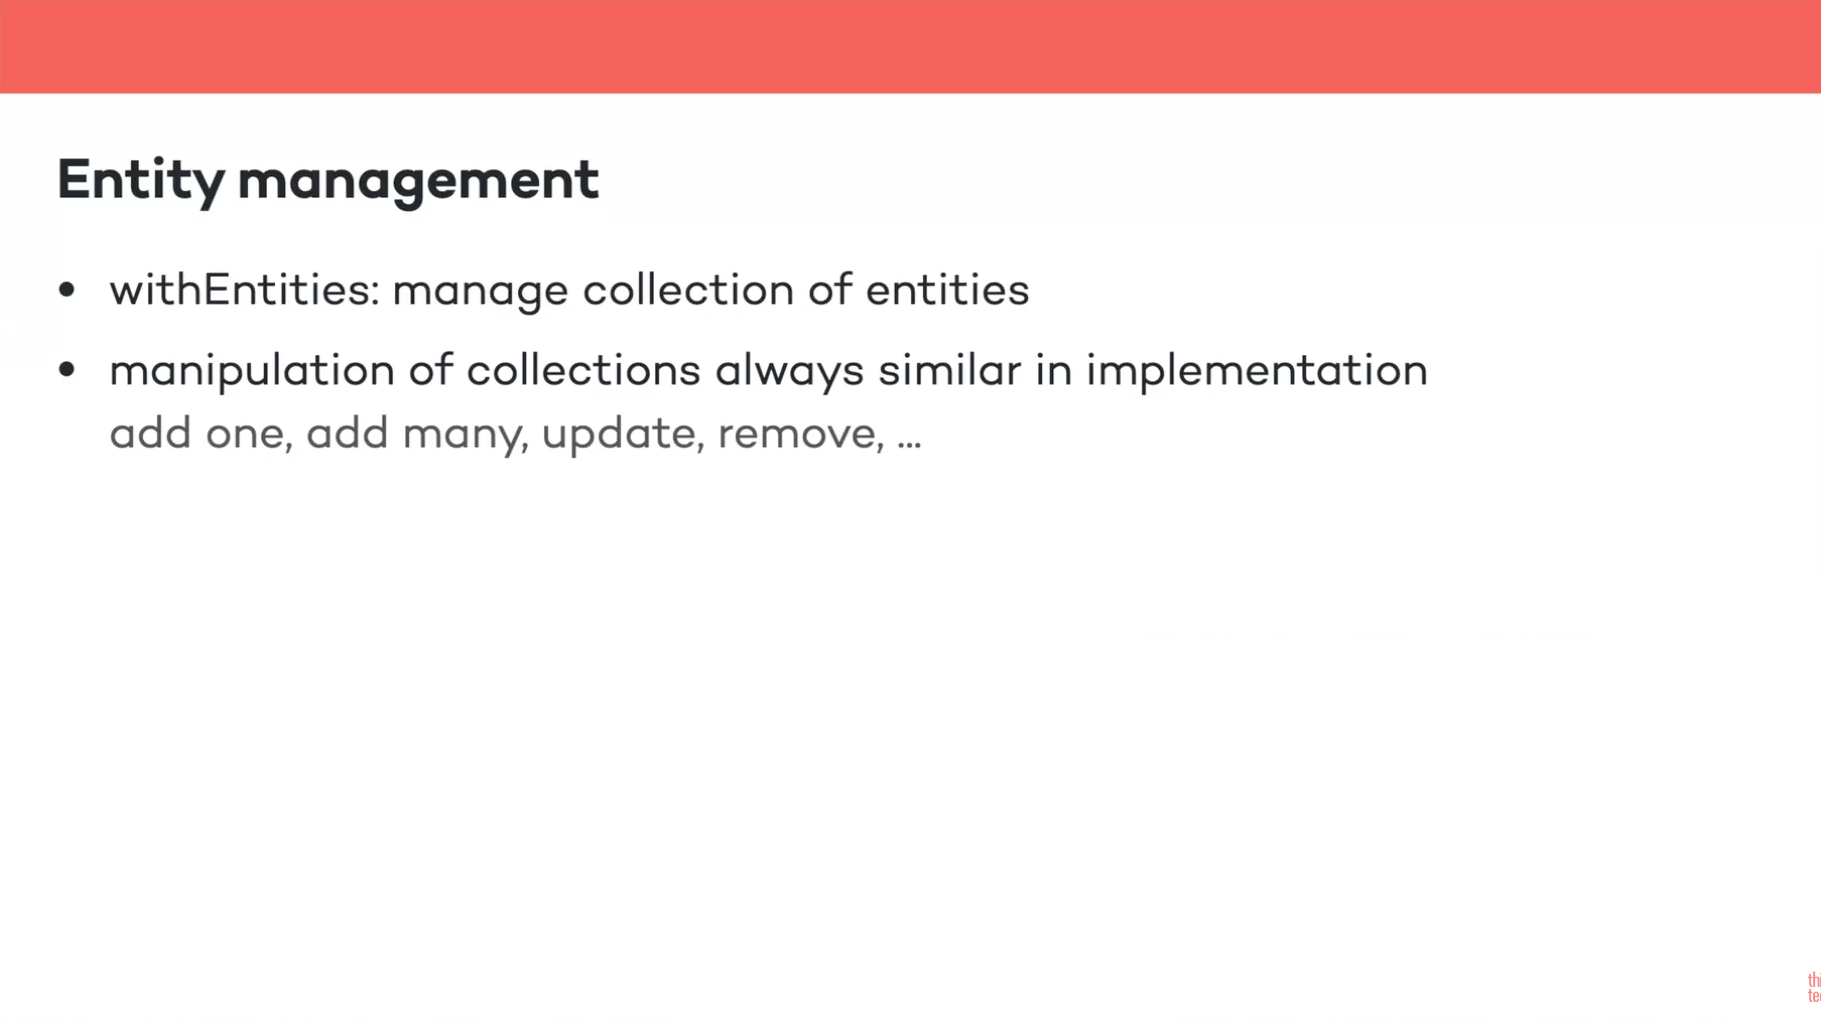 Entity management
• withEntities: manage collection of entities
• manipulation of collections always similar in implementation
add one, add many, update, remove, ...